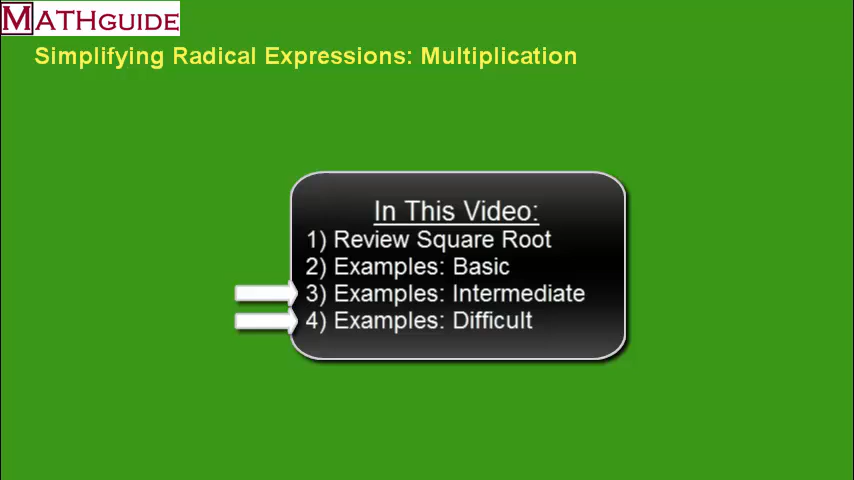 MATHGUIDE
Simplifying Radical Expressions: Multiplication
In This Video:
1) Review Square Root
2) Examples: Basic
3) Examples: Intermediate
4) Examples: Difficult